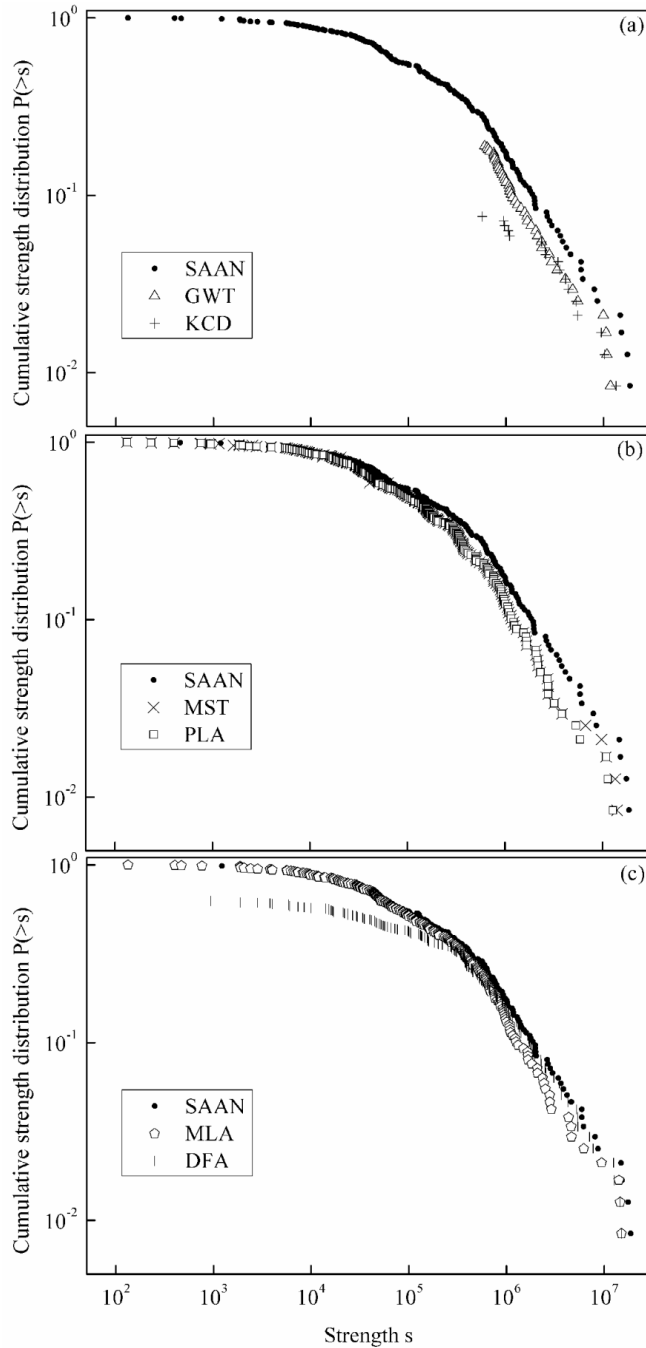 (a)
10^0
10^-1
10^-2
Cumulative strength distribution P(>s)
SAAN
GWT
KCD
(b)
10^0
10^-1
10^-2
Cumulative strength distribution P(>s)
SAAN
MST
PLA
(c)
10^0
10^-1
10^-2
Cumulative strength distribution P(>s)
SAAN
MLA
DFA
10^2 10^3 10^4 10^5 10^6 10^7
Strength s